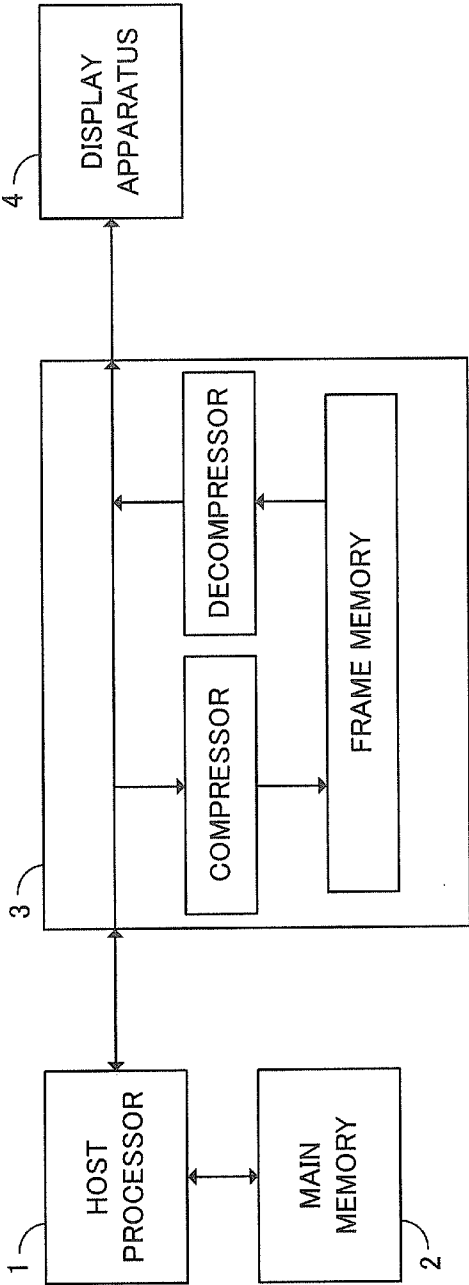 1
HOST
PROCESSOR
MAIN
MEMORY
2
3
COMPRESSOR
DECOMPRESSOR
FRAME MEMORY
4
DISPLAY
APPARATUS